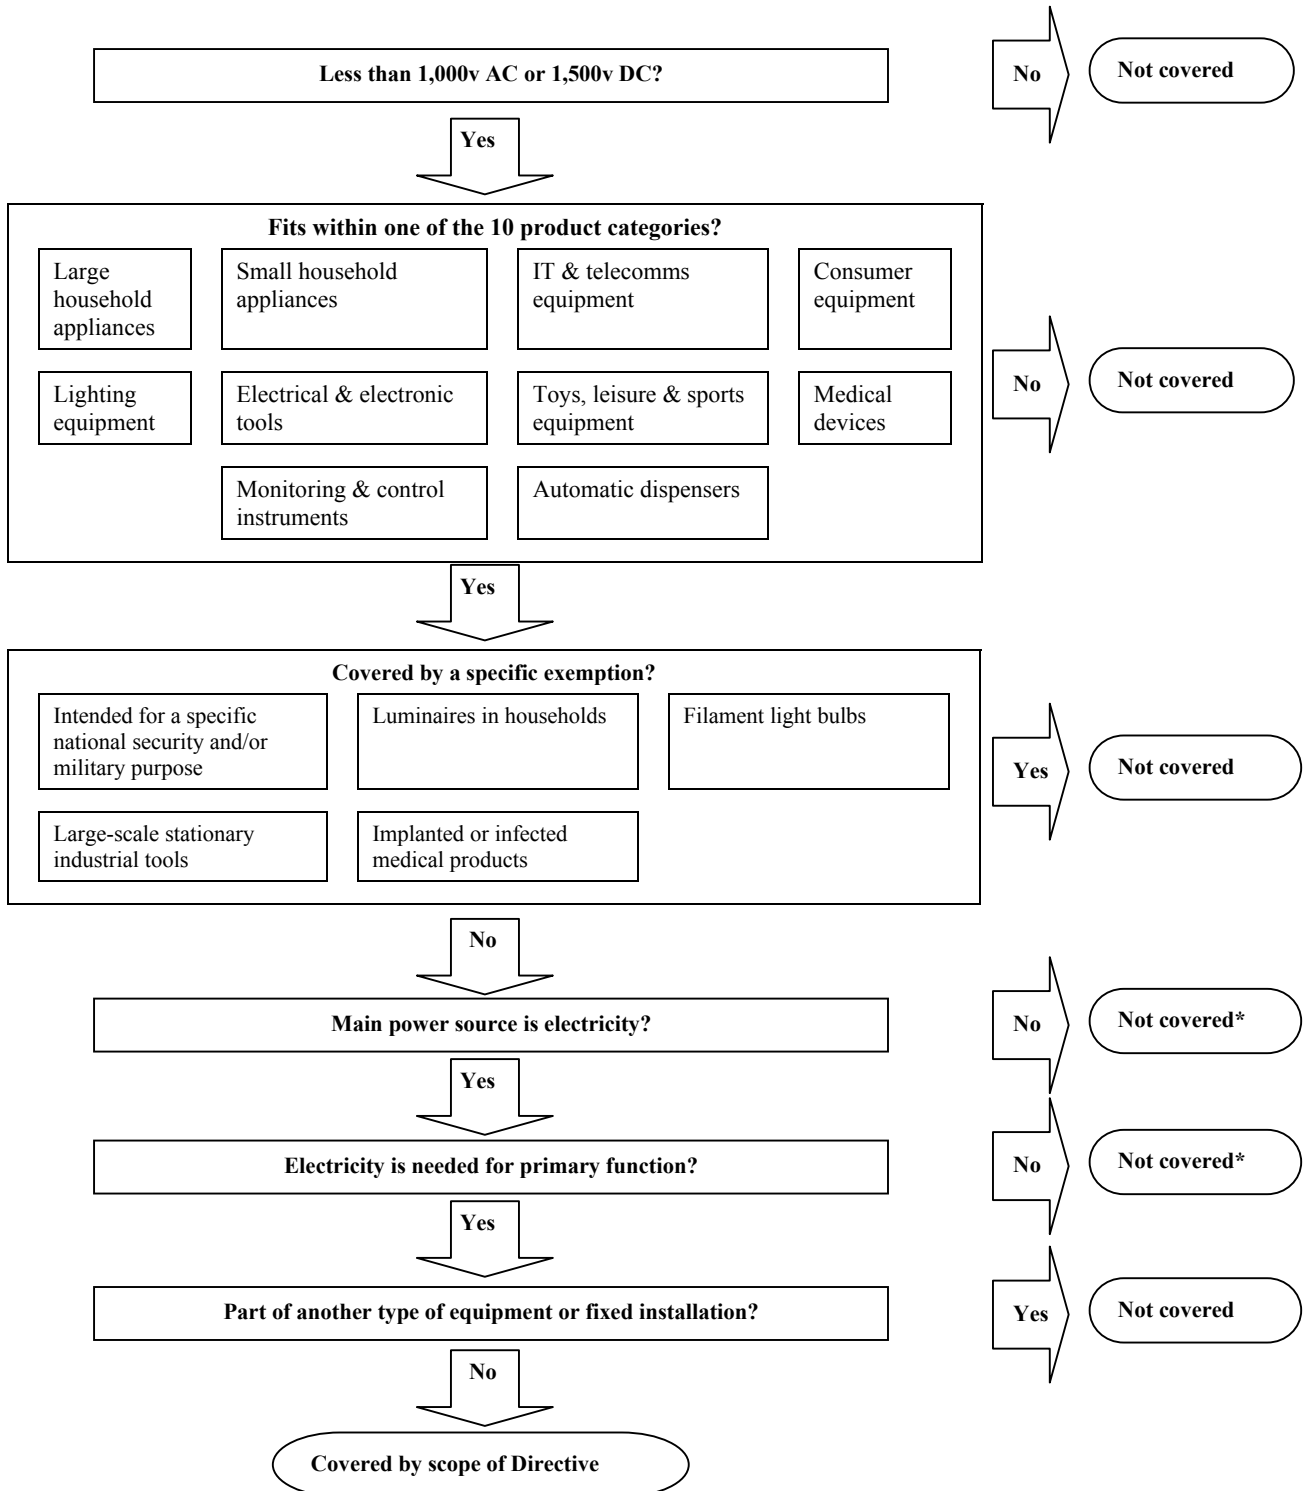 Less than 1,000v AC or 1,500v DC?
No
Not covered
Yes
Fits within one of the 10 product categories?
Large
household
appliances
Small household
appliances
IT & telecomms
equipment
Consumer
equipment
Lighting
equipment
Electrical & electronic
tools
Toys, leisure & sports
equipment
Medical
devices
Monitoring & control
instruments
Automatic dispensers
No
Not covered
Yes
Covered by a specific exemption?
Intended for a specific
national security and/or
military purpose
Luminaires in households
Filament light bulbs
Large-scale stationary
industrial tools
Implanted or infected
medical products
Yes
Not covered
No
Main power source is electricity?
No
Not covered*
Yes
Electricity is needed for primary function?
No
Not covered*
Yes
Part of another type of equipment or fixed installation?
Yes
Not covered
No
Covered by scope of Directive